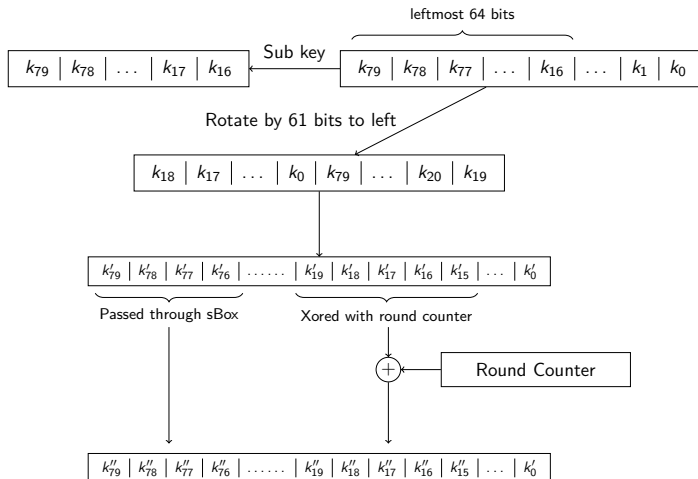 leftmost 64 bits
k79 | k78 | ... | k17 | k16
Sub key
k79 | k78 | k77 | ... | k16 | ... | k1 | k0
Rotate by 61 bits to left
k18 | k17 | ... | k0 | k79 | ... | k20 | k19
k′79 | k′78 | k′77 | k′76 | ...... | k′19 | k′18 | k′17 | k′16 | k′15 | ... | k′0
Passed through sBox
Xored with round counter
+
Round Counter
k″79 | k″78 | k″77 | k″76 | ...... | k″19 | k″18 | k″17 | k″16 | k″15 | ... | k′0